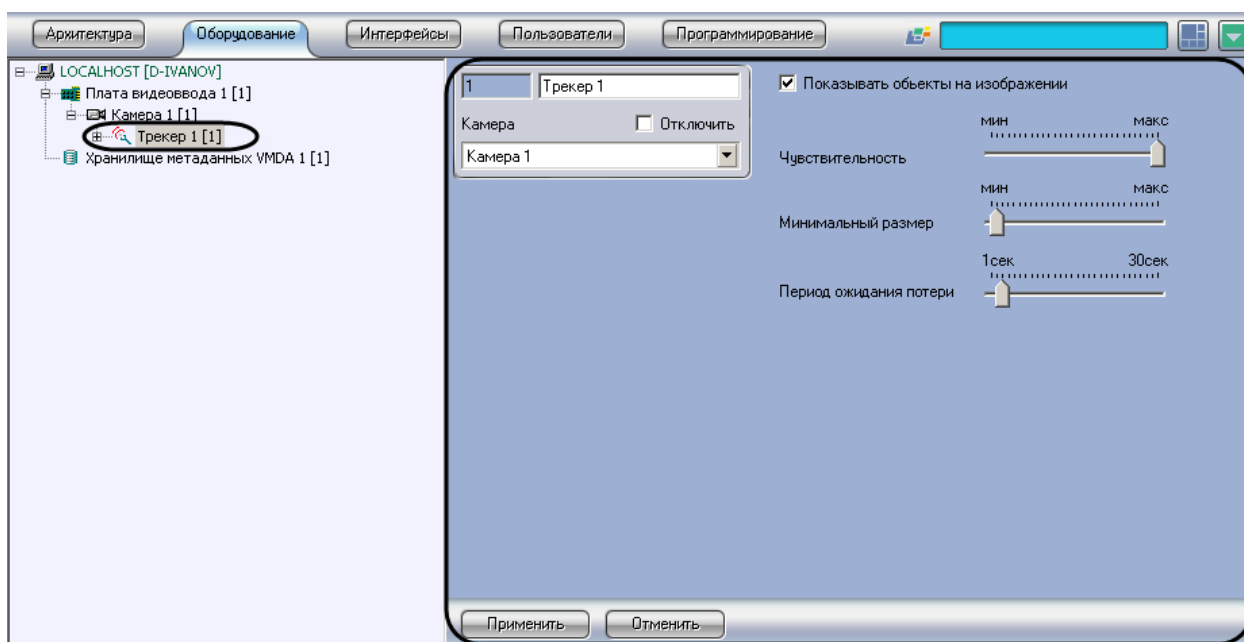 Архитектура Оборудование Интерфейсы Пользователи Программирование
LOCALHOST [D-IVANOV]
Плата видеоввода 1 [1]
Камера 1 [1]
Трекер 1 [1]
Хранилище метаданных VMDA 1 [1]
1 Трекер 1
Камера Отключить
Камера 1
Показывать обьекты на изображении
мин макс
Чувствительность
мин макс
Минимальный размер
1сек 30сек
Период ожидания потери
Применить Отменить